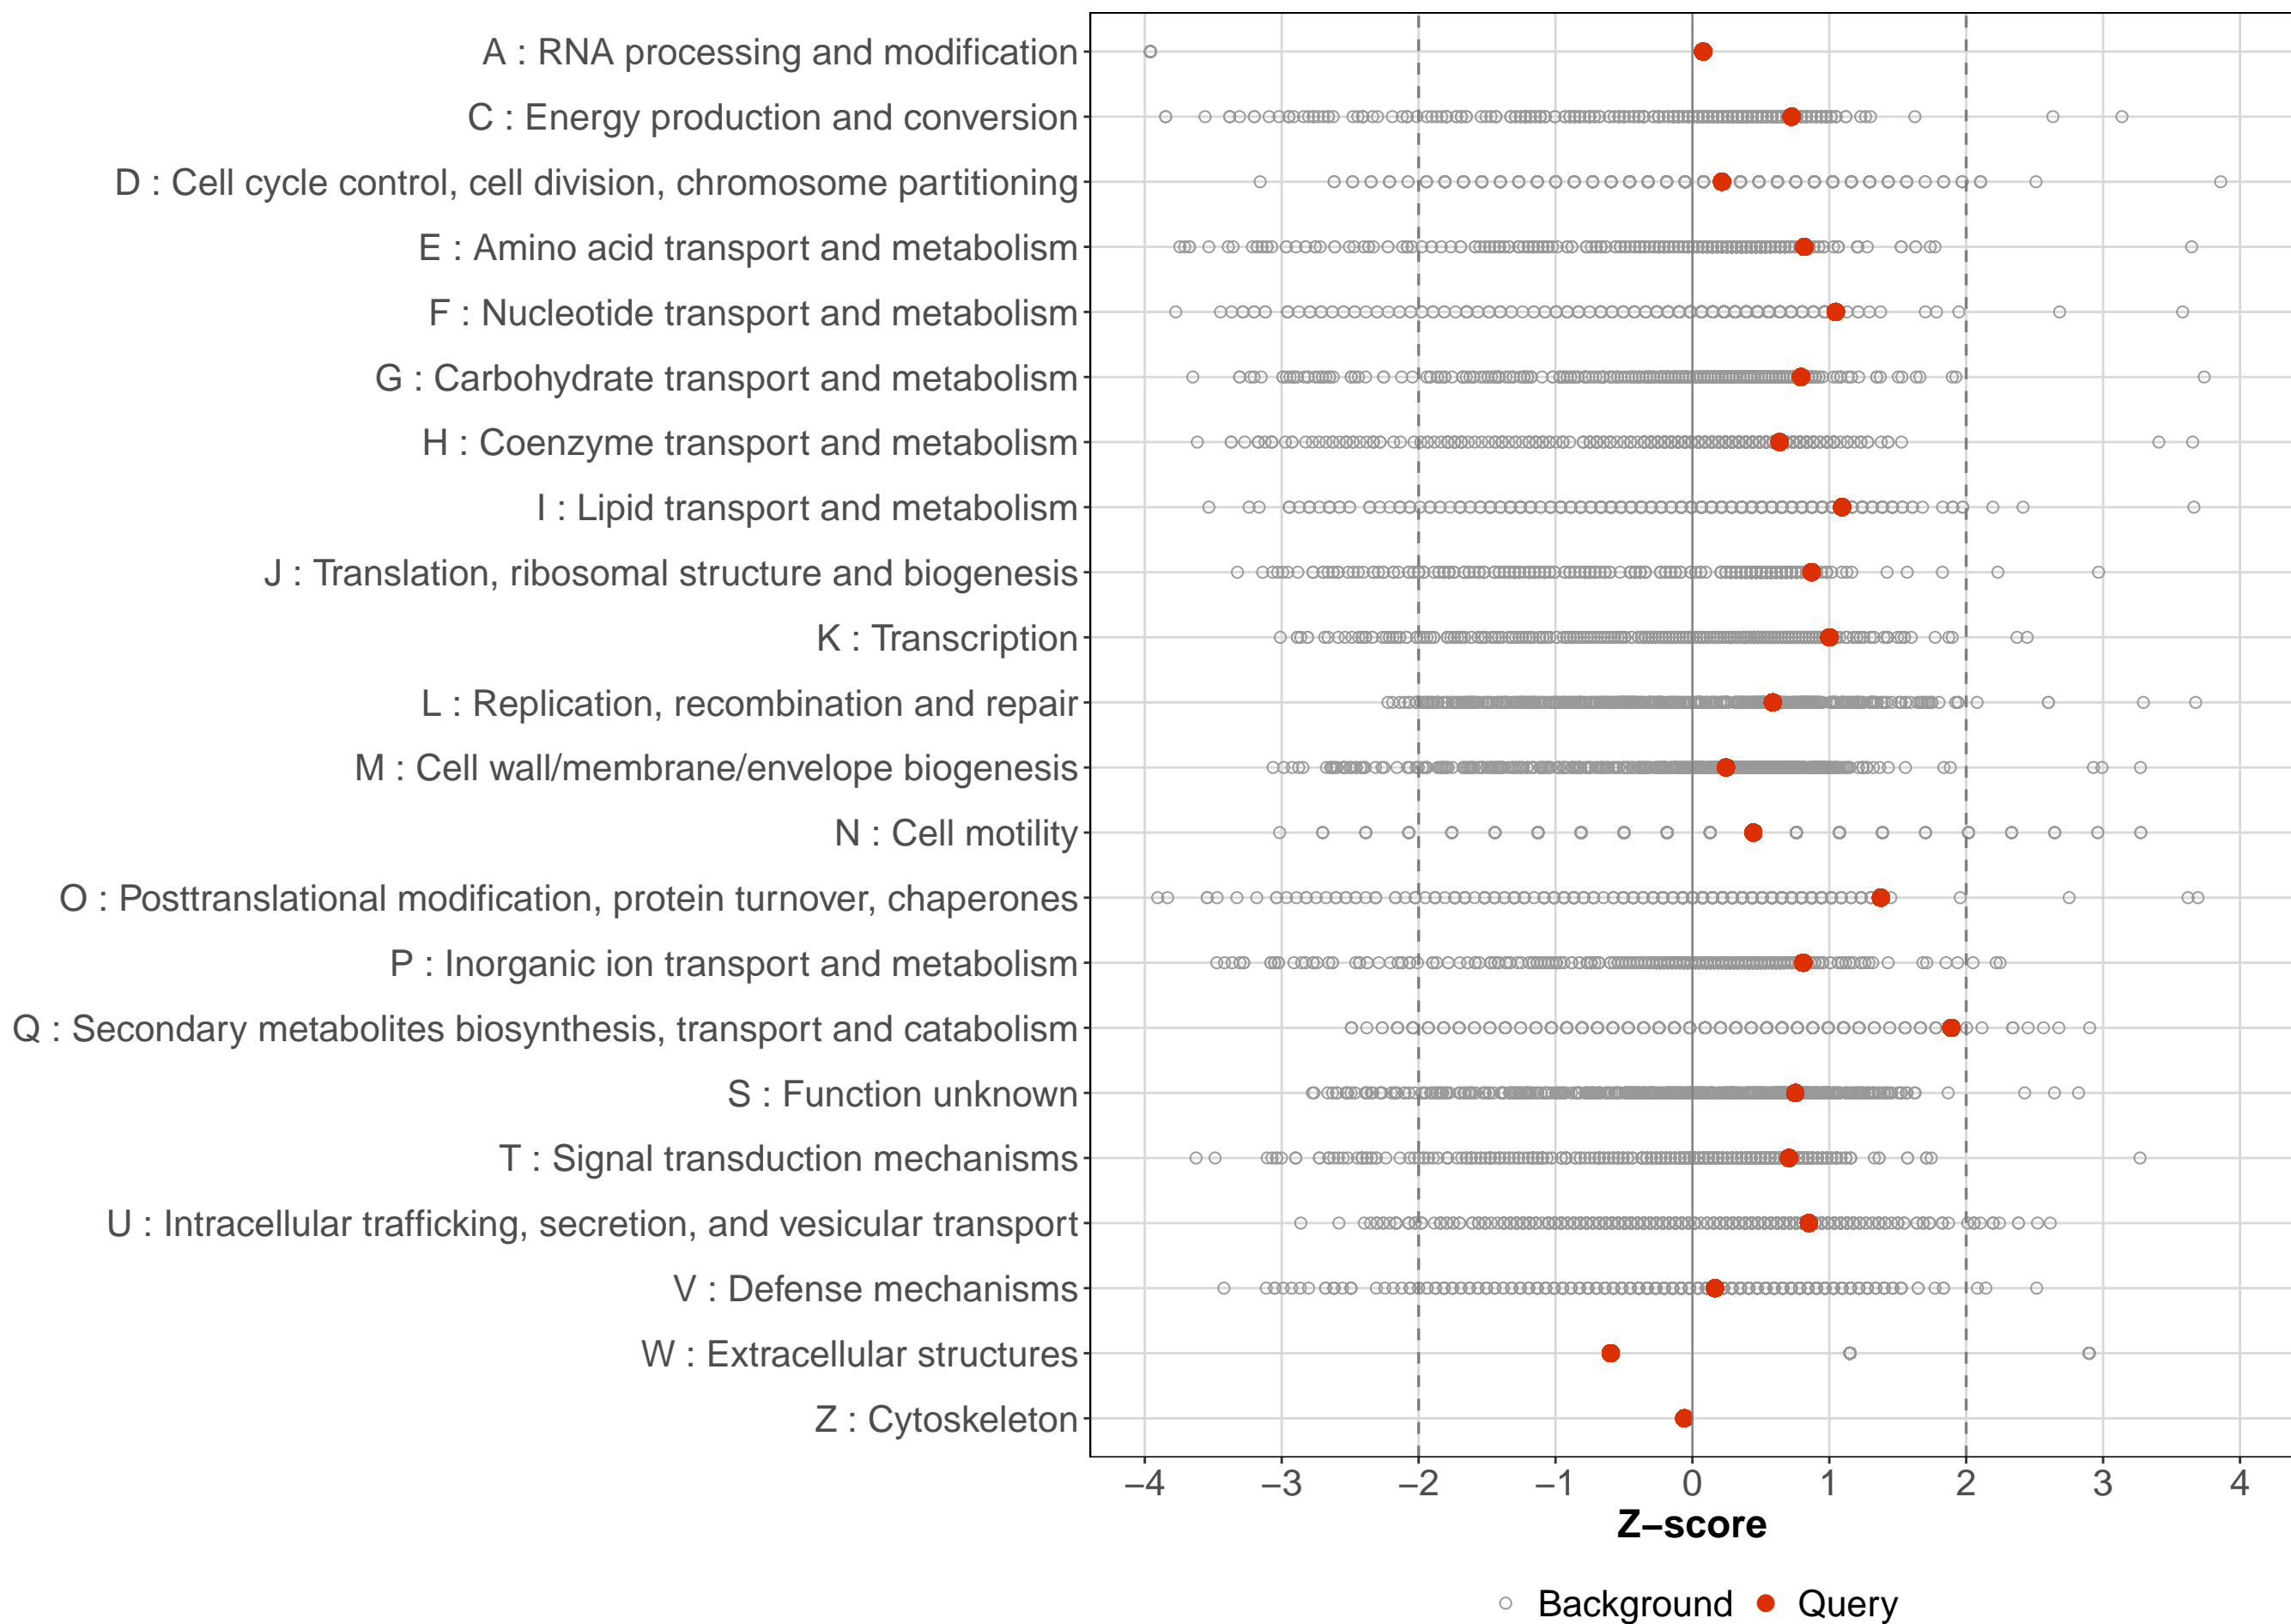 A : RNA processing and modification
C : Energy production and conversion
D : Cell cycle control, cell division, chromosome partitioning
E : Amino acid transport and metabolism
F : Nucleotide transport and metabolism
G : Carbohydrate transport and metabolism
H : Coenzyme transport and metabolism
I : Lipid transport and metabolism
J : Translation, ribosomal structure and biogenesis
K : Transcription
L : Replication, recombination and repair
M : Cell wall/membrane/envelope biogenesis
N : Cell motility
O : Posttranslational modification, protein turnover, chaperones
P : Inorganic ion transport and metabolism
Q : Secondary metabolites biosynthesis, transport and catabolism
S : Function unknown
T : Signal transduction mechanisms
U : Intracellular trafficking, secretion, and vesicular transport
V : Defense mechanisms
W : Extracellular structures
Z : Cytoskeleton
−4 −3 −2 −1 0 1 2 3 4
Z−score
Background Query